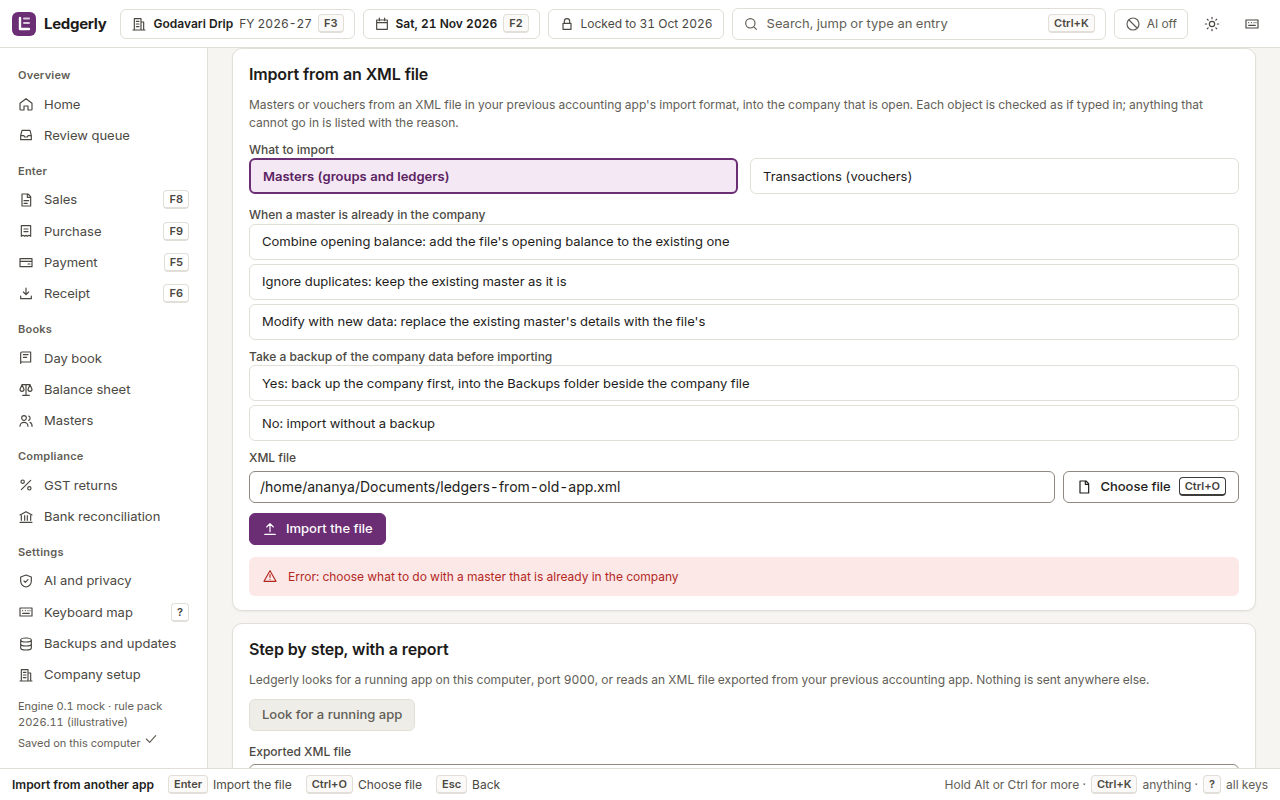 Ledgerly
Godavari Drip FY 2026-27 F3
Sat, 21 Nov 2026 F2
Locked to 31 Oct 2026
Search, jump or type an entry Ctrl+K
AI off
Overview
Home
Review queue
Enter
Sales F8
Purchase F9
Payment F5
Receipt F6
Books
Day book
Balance sheet
Masters
Compliance
GST returns
Bank reconciliation
Settings
AI and privacy
Keyboard map ?
Backups and updates
Company setup
Engine 0.1 mock · rule pack
2026.11 (illustrative)
Saved on this computer
Import from an XML file
Masters or vouchers from an XML file in your previous accounting app's import format, into the company that is open. Each object is checked as if typed in; anything that
cannot go in is listed with the reason.
What to import
Masters (groups and ledgers)
Transactions (vouchers)
When a master is already in the company
Combine opening balance: add the file's opening balance to the existing one
Ignore duplicates: keep the existing master as it is
Modify with new data: replace the existing master's details with the file's
Take a backup of the company data before importing
Yes: back up the company first, into the Backups folder beside the company file
No: import without a backup
XML file
/home/ananya/Documents/ledgers-from-old-app.xml
Choose file Ctrl+O
Import the file
Error: choose what to do with a master that is already in the company
Step by step, with a report
Ledgerly looks for a running app on this computer, port 9000, or reads an XML file exported from your previous accounting app. Nothing is sent anywhere else.
Look for a running app
Exported XML file
Import from another app Enter Import the file Ctrl+O Choose file Esc Back
Hold Alt or Ctrl for more · Ctrl+K anything · ? all keys